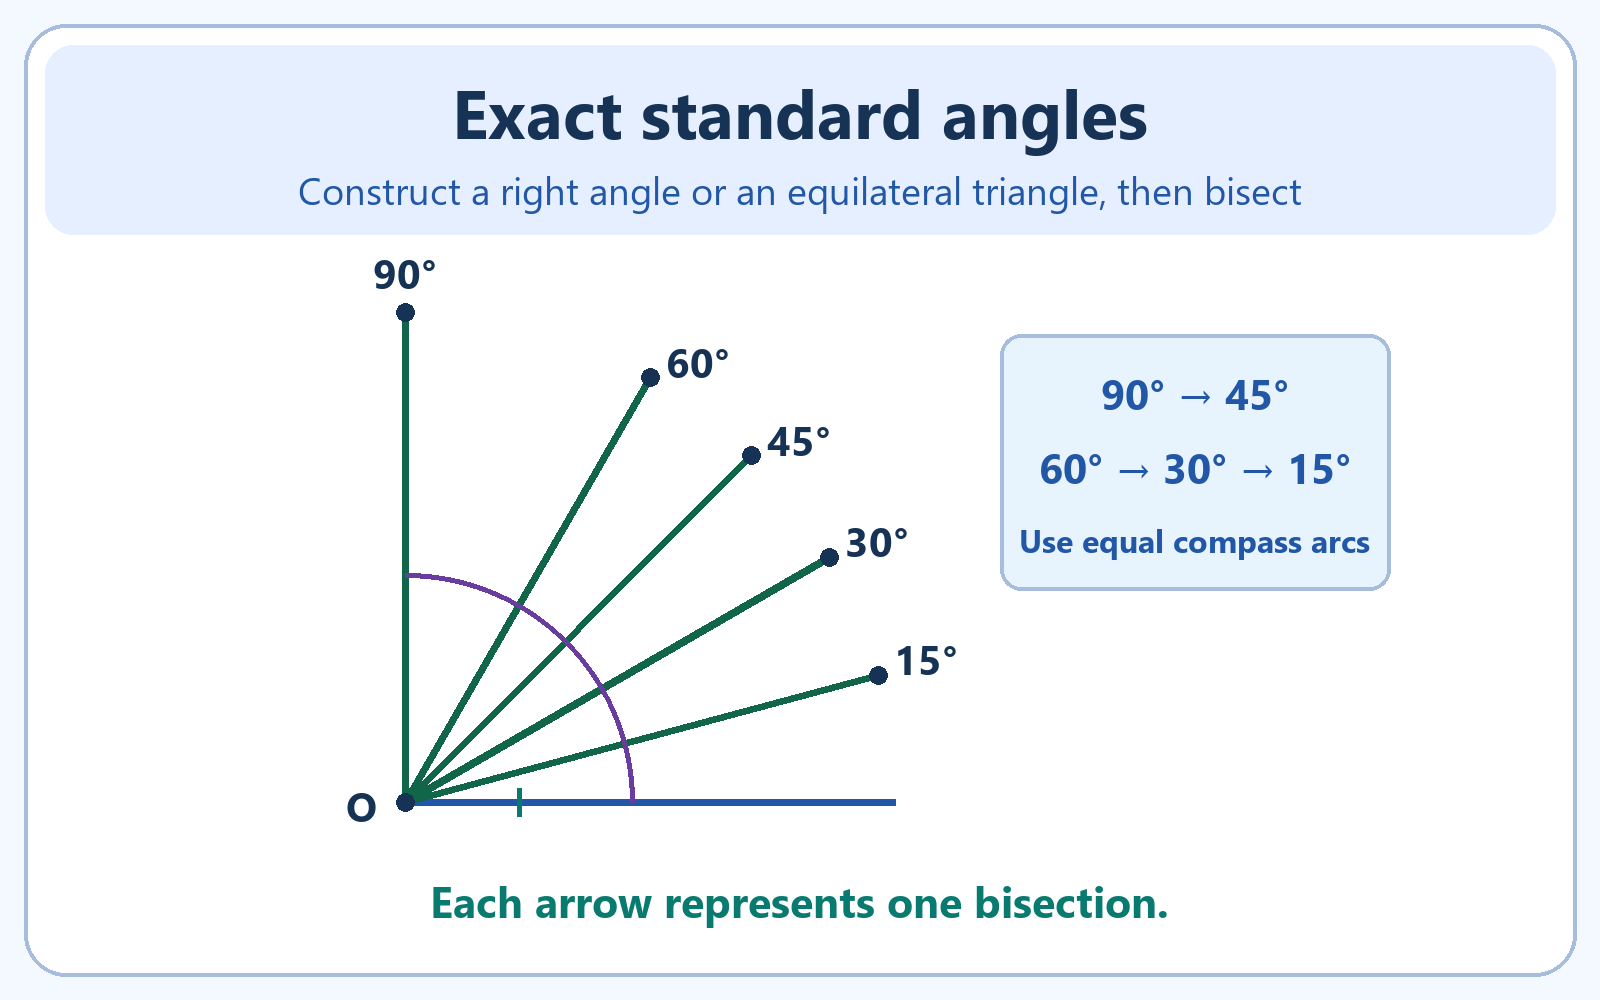 Exact standard angles
Construct a right angle or an equilateral triangle, then bisect
90°
60°
45°
30°
15°
O
90° → 45°
60° → 30° → 15°
Use equal compass arcs
Each arrow represents one bisection.